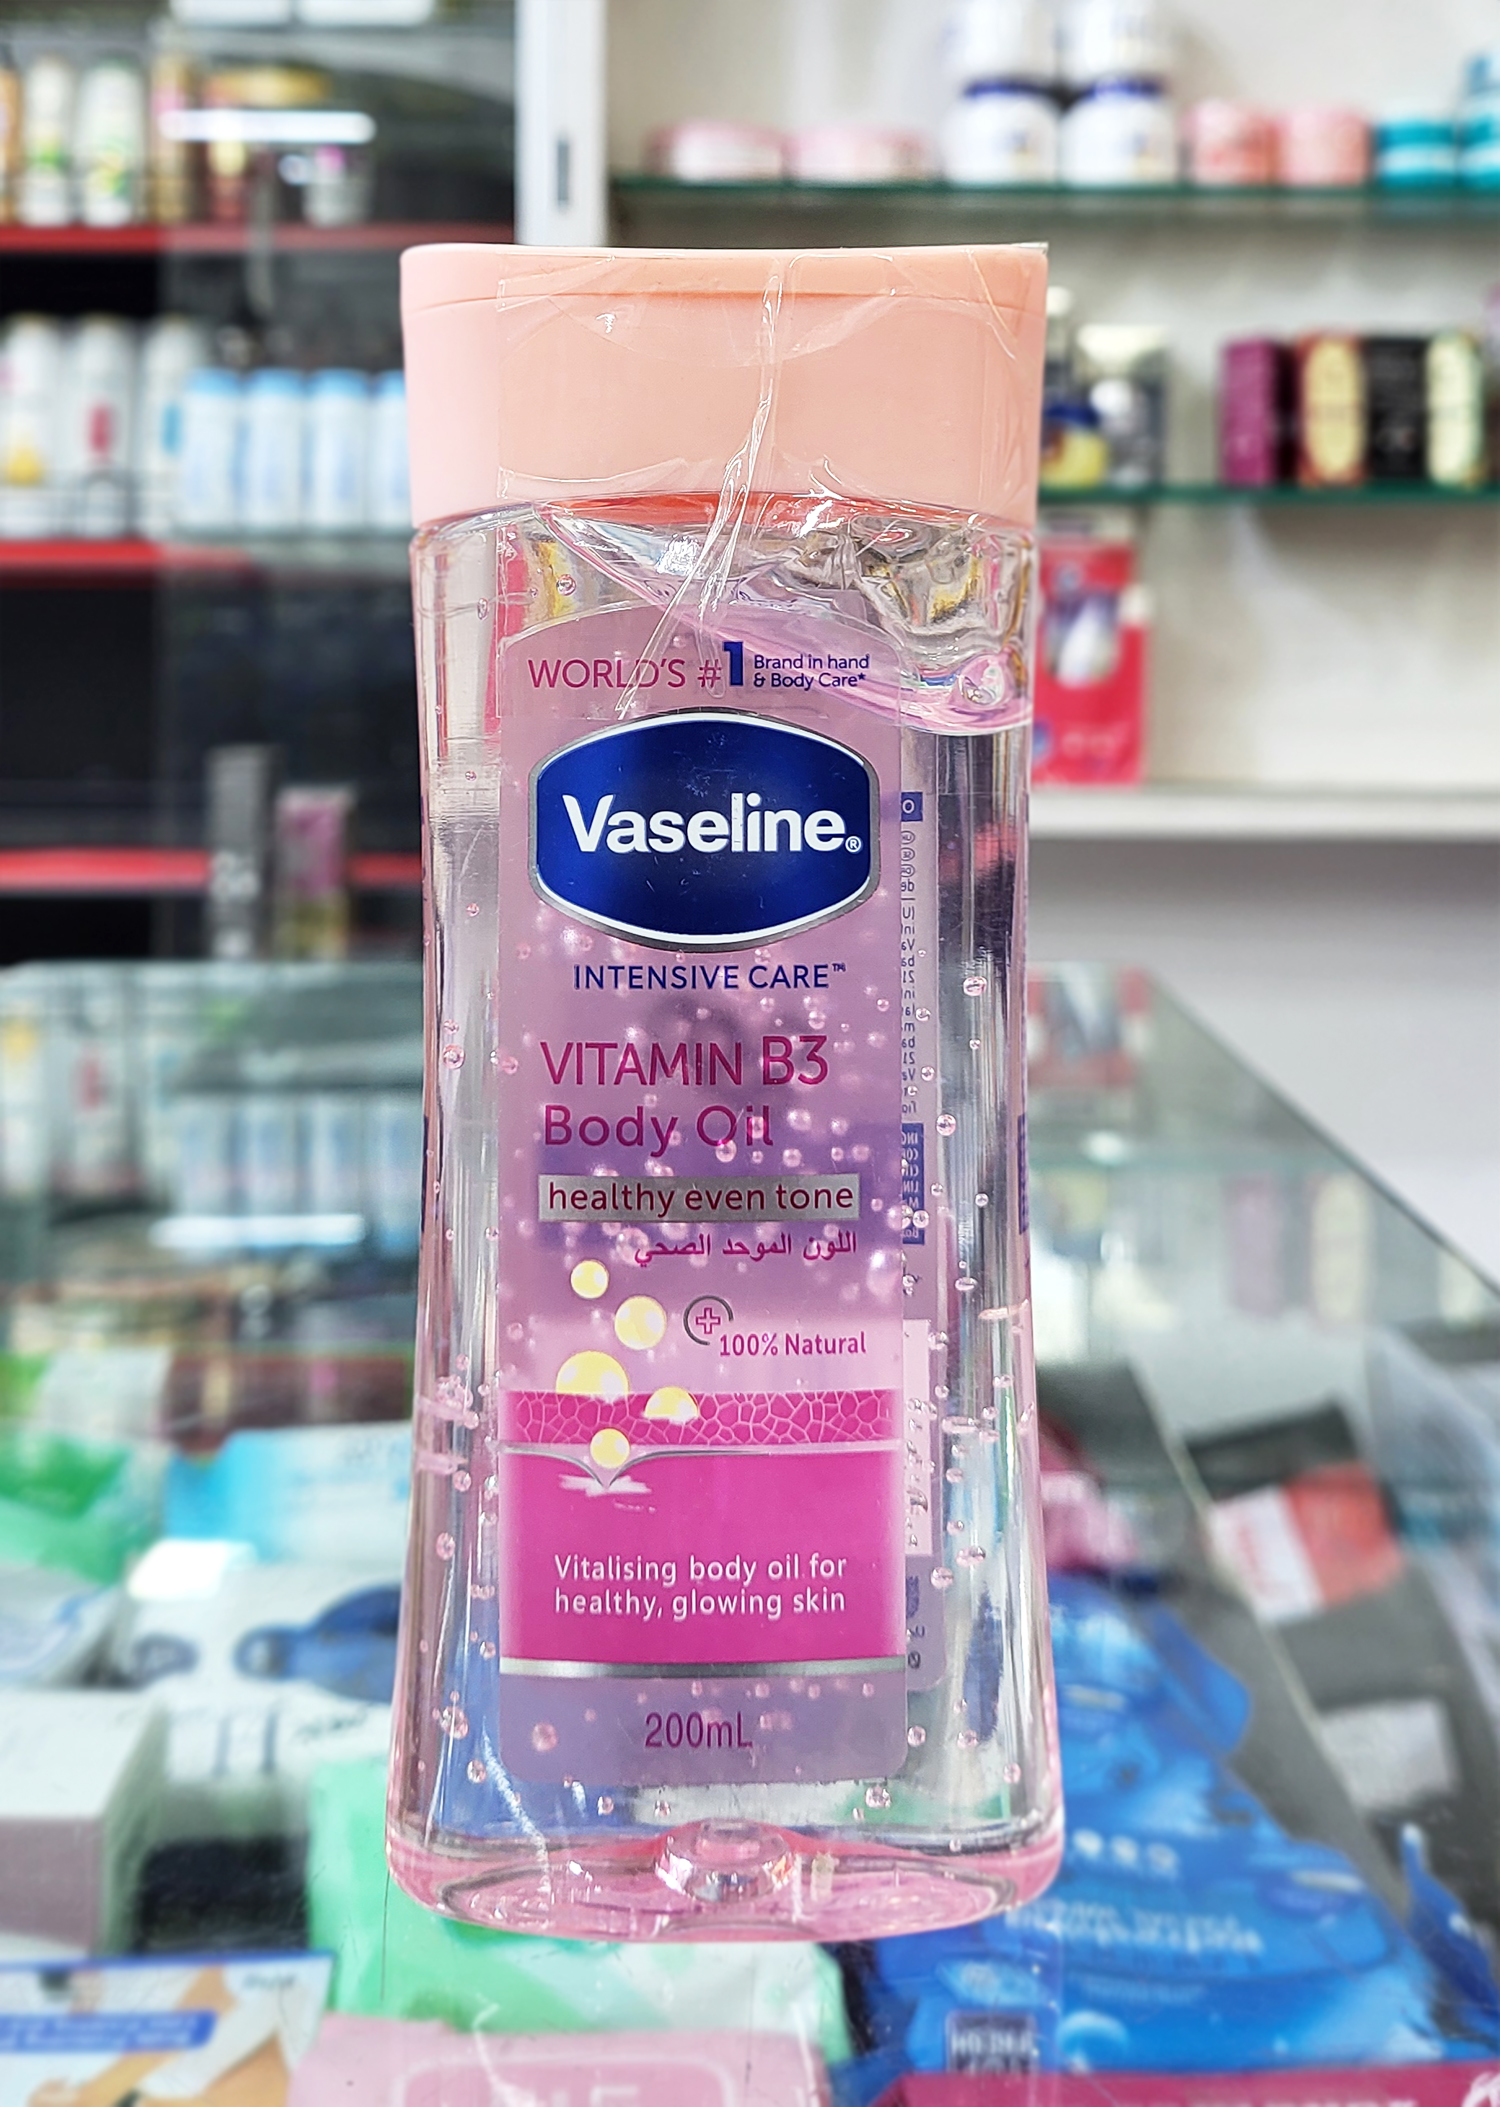 WORLD'S #1 Brand in hand
& Body Care*
Vaseline®
INTENSIVE CARE™
VITAMIN B3
Body Oil
healthy even tone
اللون الموحد الصحي
100% Natural
Vitalising body oil for
healthy, glowing skin
200mL